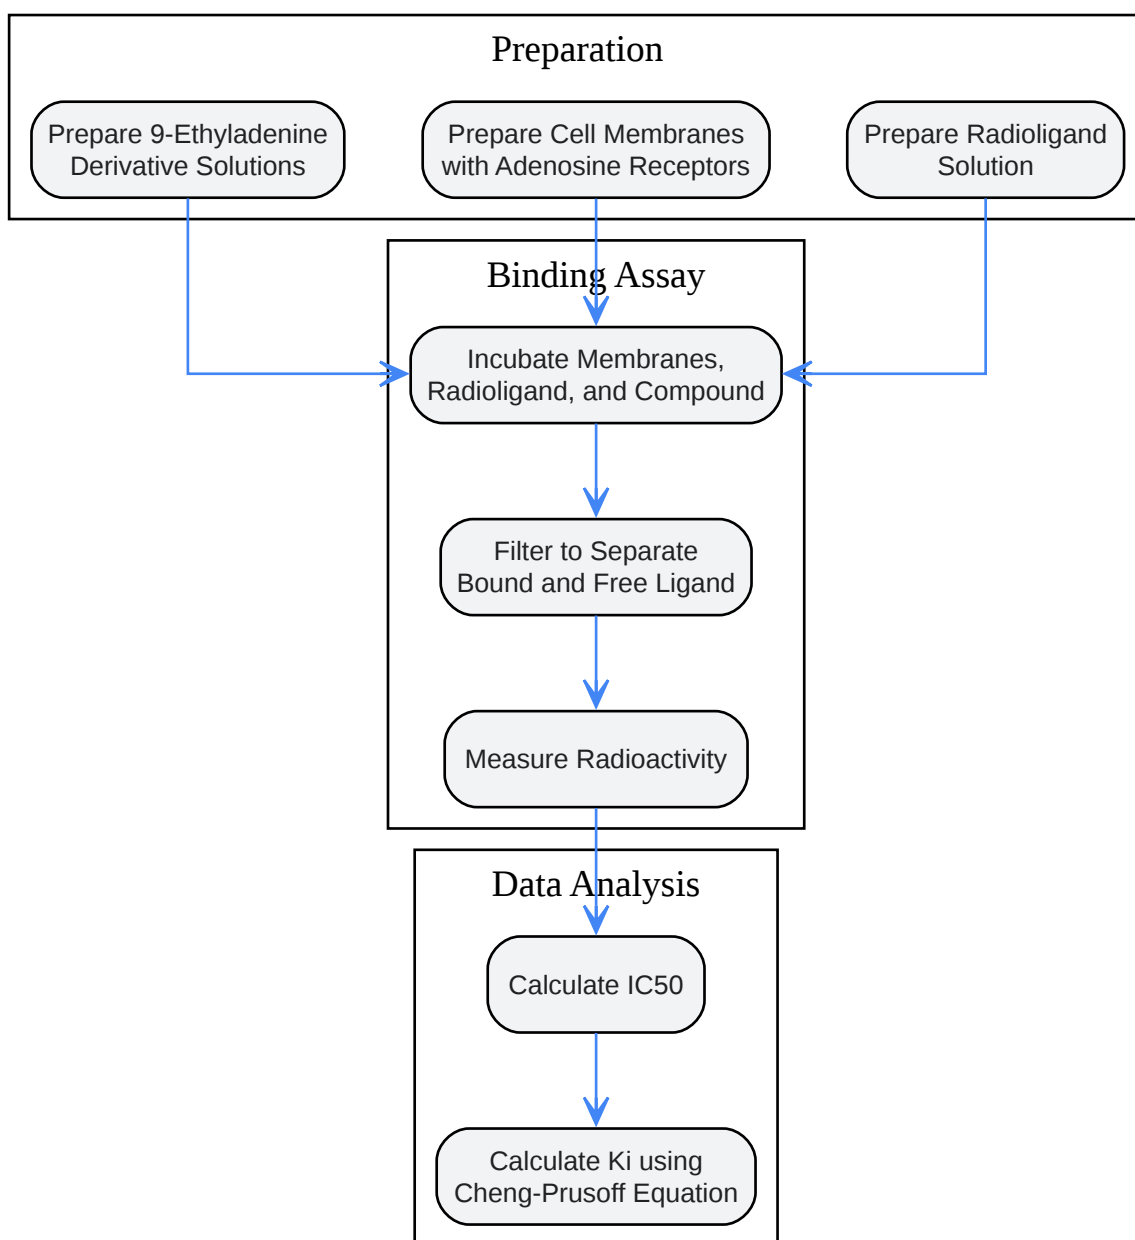 Preparation
Prepare 9-Ethyladenine
Derivative Solutions
Prepare Cell Membranes
with Adenosine Receptors
Prepare Radioligand
Solution
Binding Assay
Incubate Membranes,
Radioligand, and Compound
Filter to Separate
Bound and Free Ligand
Measure Radioactivity
Data Analysis
Calculate IC50
Calculate Ki using
Cheng-Prusoff Equation